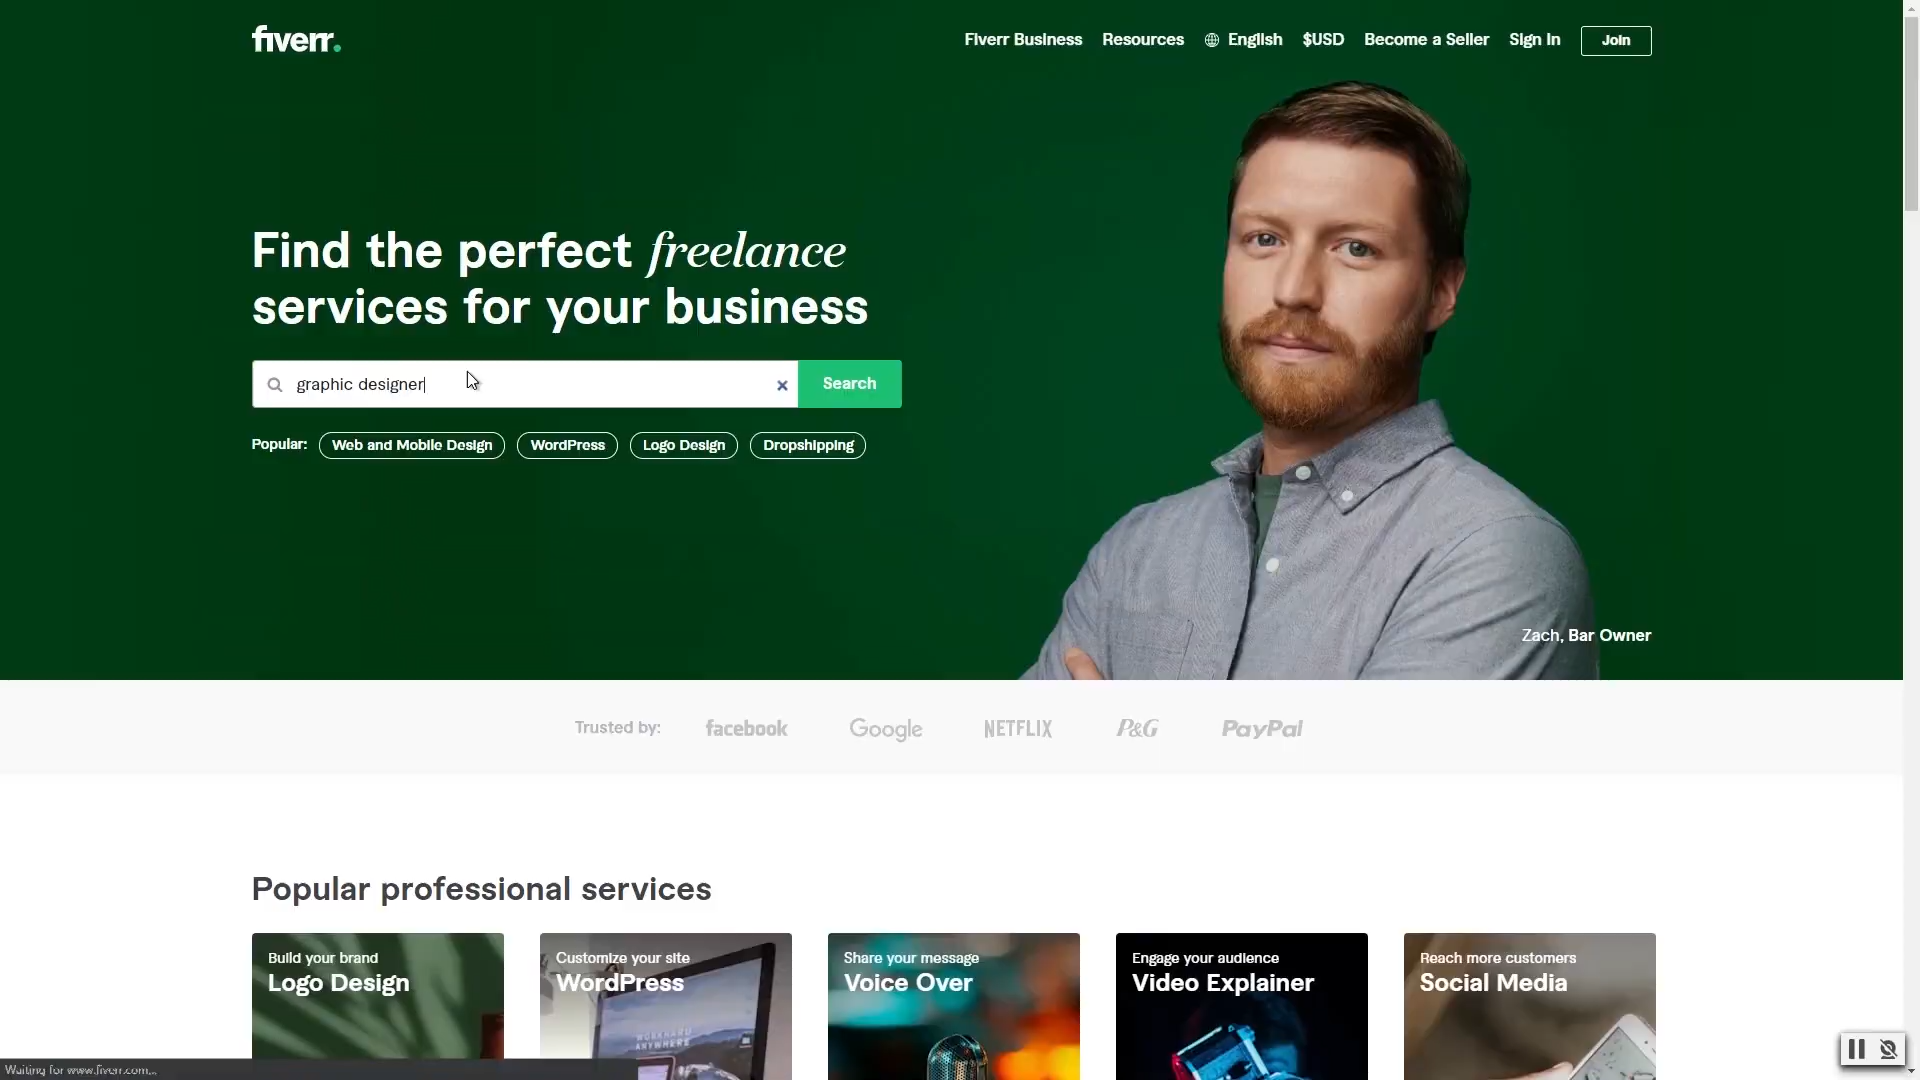 fiverr.
Fiverr Business Resources English $USD Become a Seller Sign In Join
Find the perfect freelance
services for your business
graphic designer
Search
Popular: Web and Mobile Design WordPress Logo Design Dropshipping
Zach, Bar Owner
Trusted by: facebook Google NETFLIX P&G PayPal
Popular professional services
Build your brand
Logo Design
Customize your site
WordPress
WORKHARD
ANYWHERE
Share your message
Voice Over
Engage your audience
Video Explainer
Reach more customers
Social Media
Waiting for www.fiverr.com...